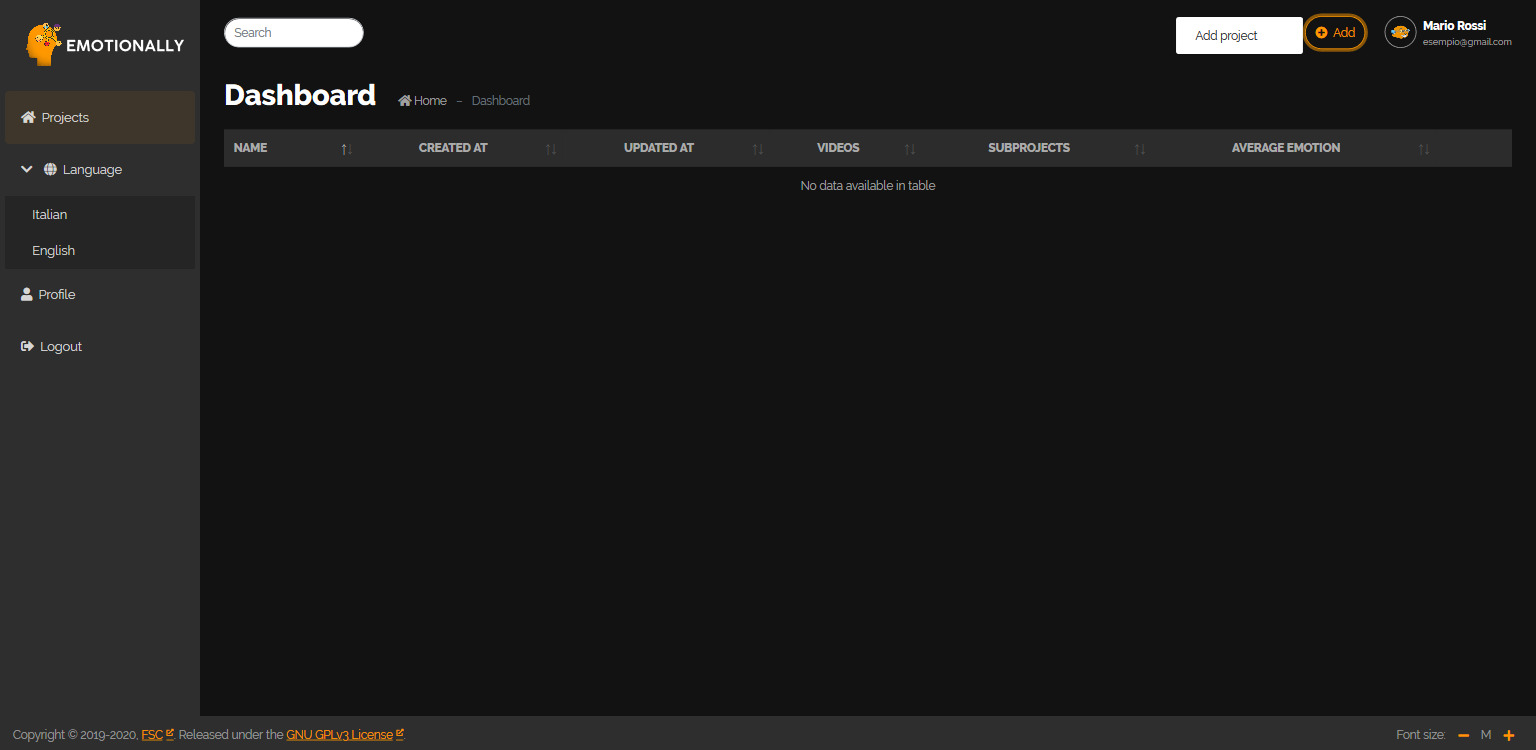 EMOTIONALLY
Search
Add project
Add
Mario Rossi
esempio@gmail.com
Projects
Language
Italian
English
Profile
Logout
Dashboard
Home – Dashboard
NAME CREATED AT UPDATED AT VIDEOS SUBPROJECTS AVERAGE EMOTION
No data available in table
Copyright © 2019-2020, FSC. Released under the GNU GPLv3 License
Font size: M